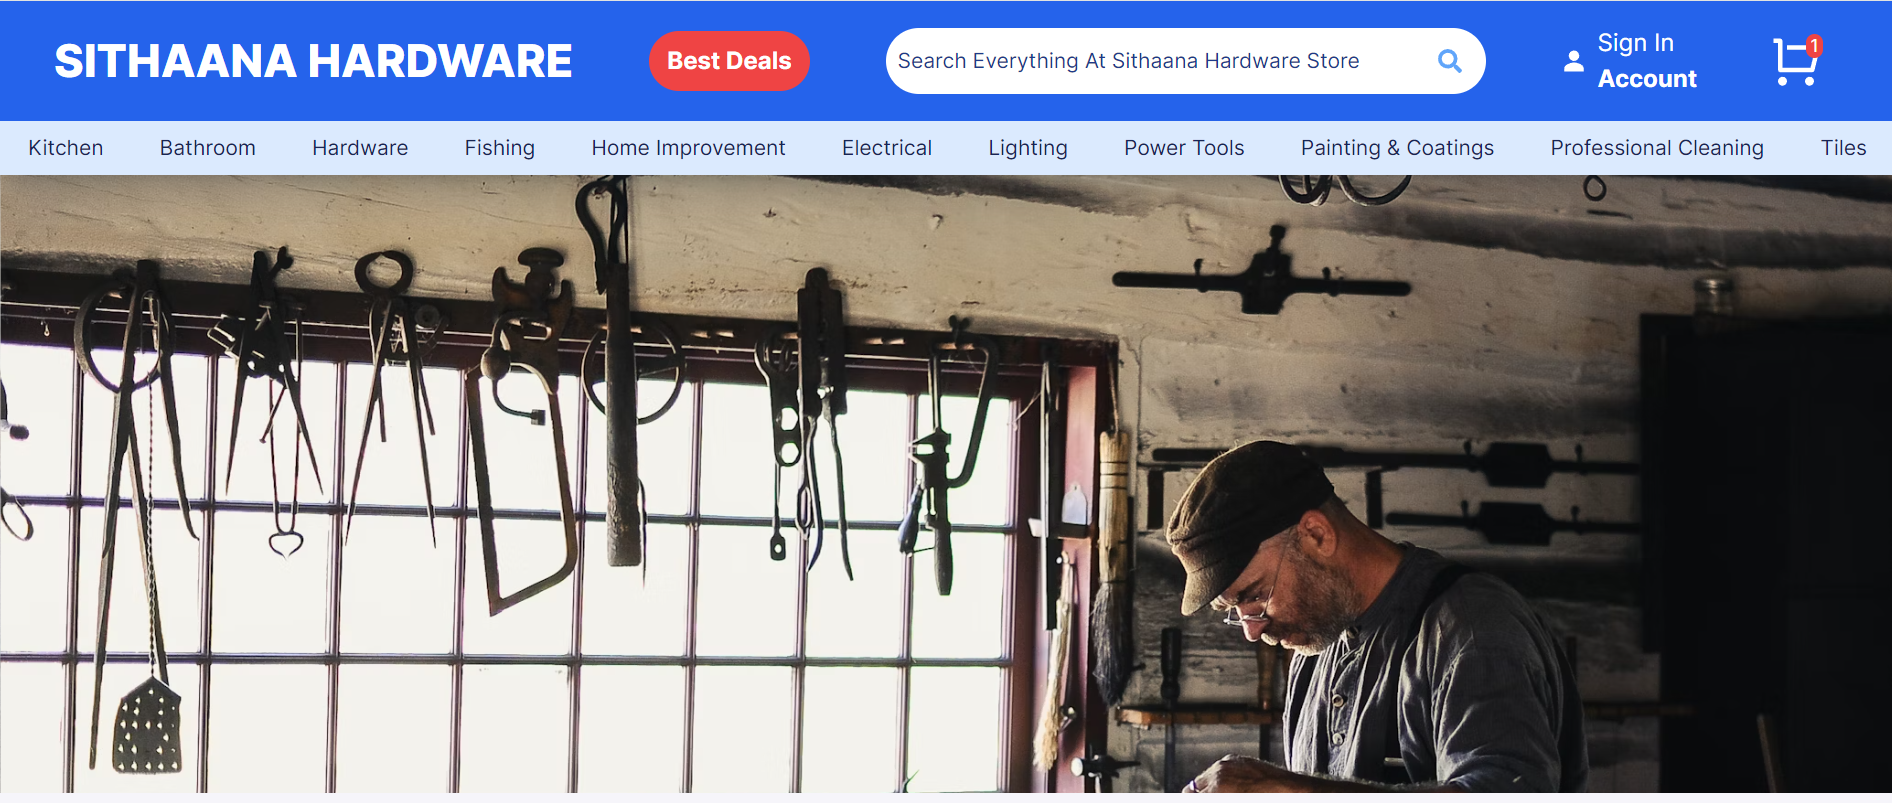 SITHAANA HARDWARE
Best Deals
Search Everything At Sithaana Hardware Store
Sign In
Account
1
Kitchen Bathroom Hardware Fishing Home Improvement Electrical Lighting Power Tools Painting & Coatings Professional Cleaning Tiles